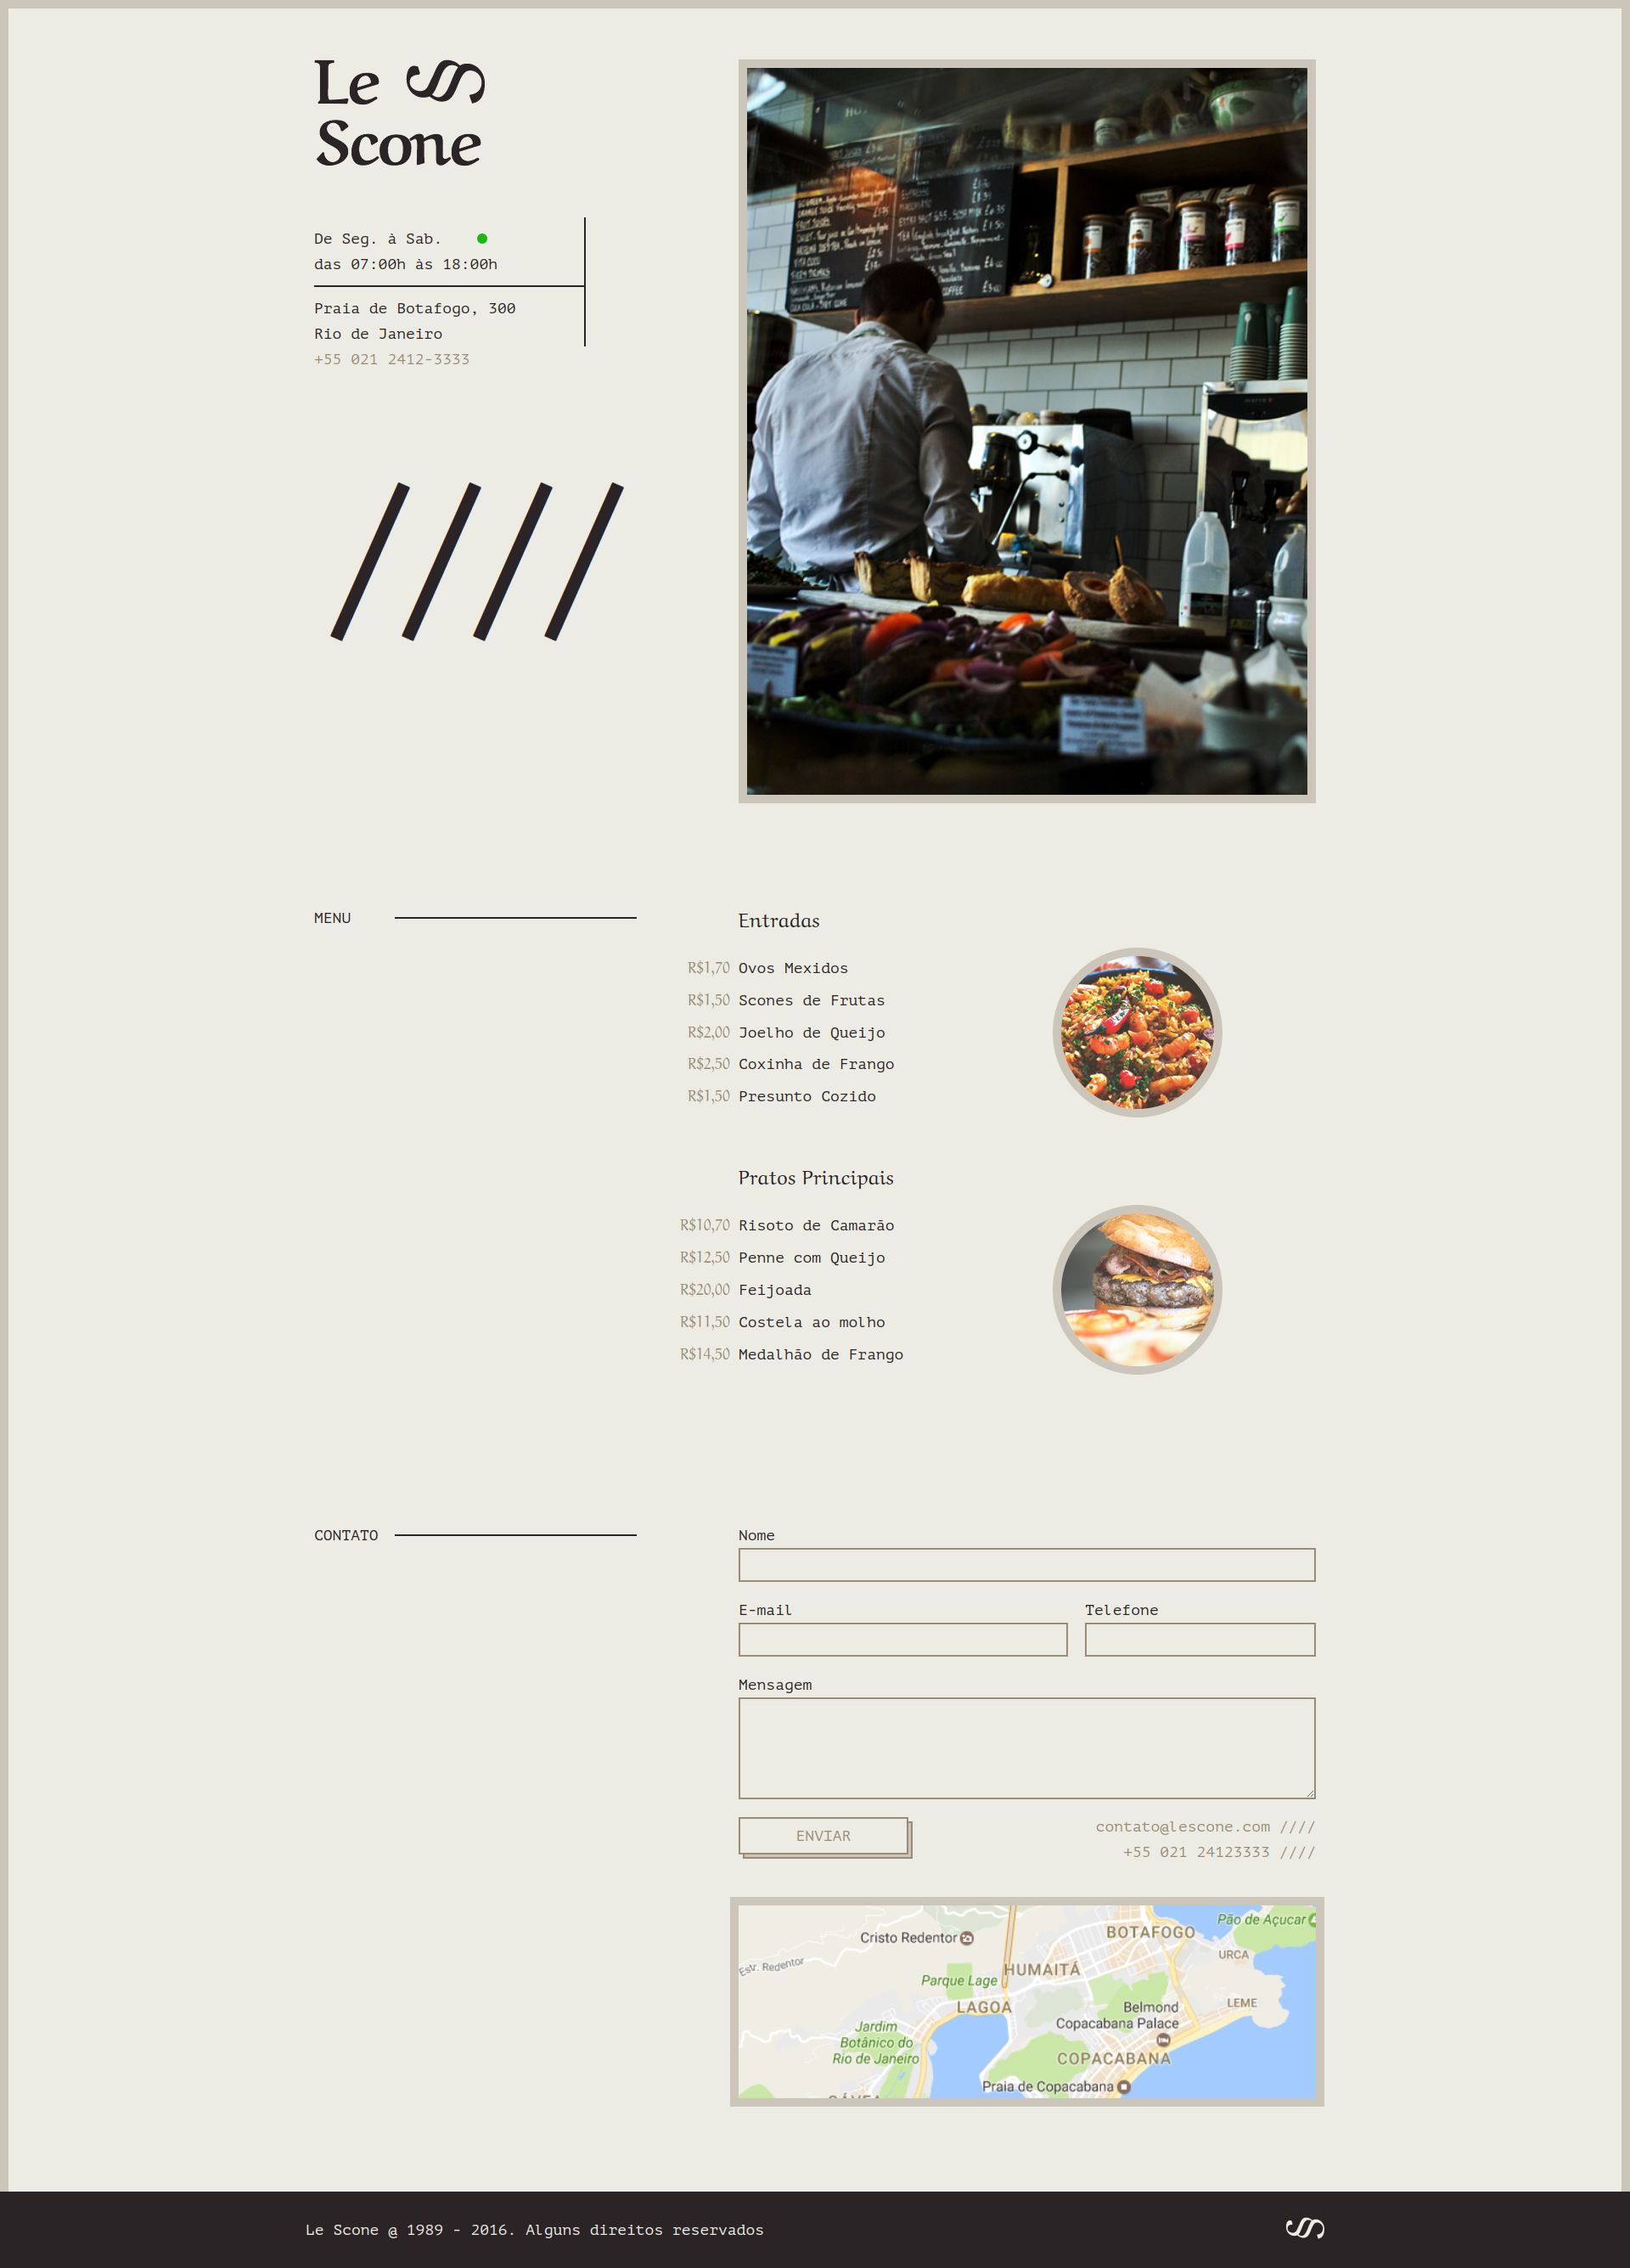 Le
Scone
De Seg. à Sab.
das 07:00h às 18:00h
Praia de Botafogo, 300
Rio de Janeiro
+55 021 2412-3333
MENU
Entradas
R$1,70 Ovos Mexidos
R$1,50 Scones de Frutas
R$2,00 Joelho de Queijo
R$2,50 Coxinha de Frango
R$1,50 Presunto Cozido
Pratos Principais
R$10,70 Risoto de Camarão
R$12,50 Penne com Queijo
R$20,00 Feijoada
R$11,50 Costela ao molho
R$14,50 Medalhão de Frango
CONTATO
Nome
E-mail Telefone
Mensagem
ENVIAR
contato@lescone.com ////
+55 021 24123333 ////
Pão de Açucar
BOTAFOGO
Cristo Redentor
URCA
Estr. Redentor
HUMAITÁ
Parque Lage
LEME
LAGOA
Belmond
Copacabana Palace
Jardim
Botânico do
Rio de Janeiro
COPACABANA
Praia de Copacabana
Le Scone @ 1989 - 2016. Alguns direitos reservados